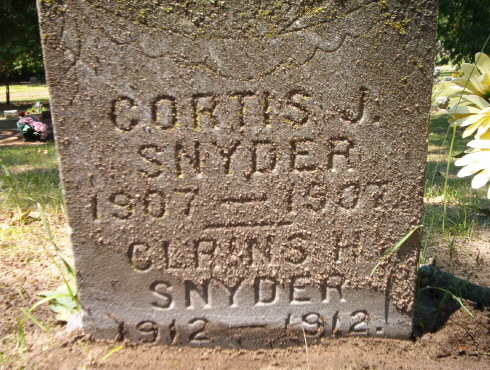 CORTIS J.
SNYDER
1907 — 1907.
H.
SNYDER
1912 — 1912.